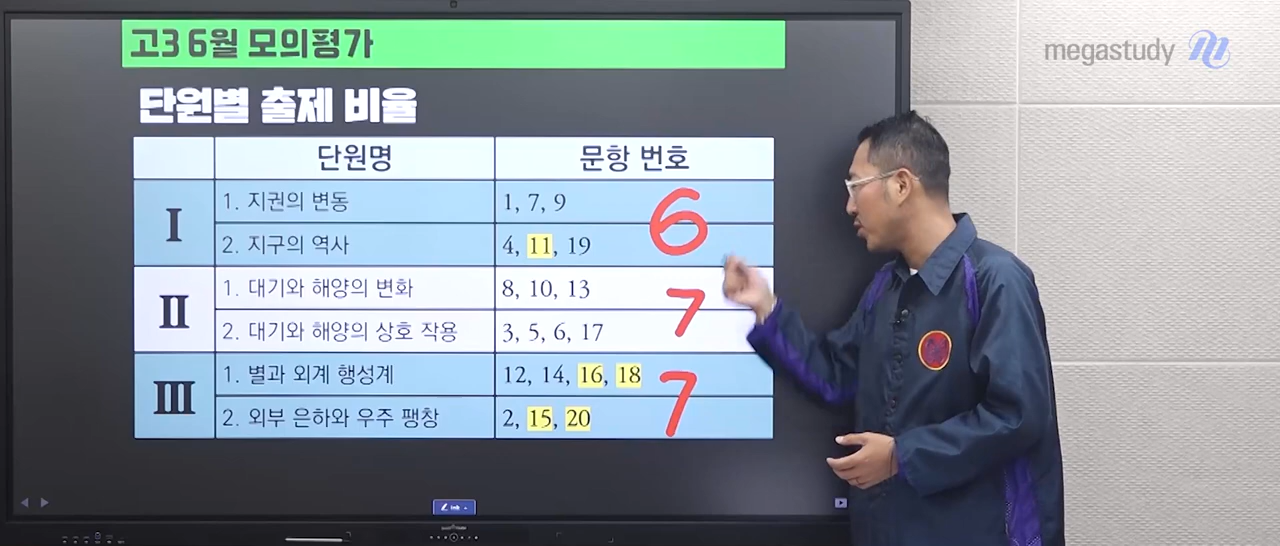 고3 6월 모의평가
megastudy
단원별 출제 비율
단원명 문항 번호
I 1. 지권의 변동 1, 7, 9
2. 지구의 역사 4, 11, 19
6
II 1. 대기와 해양의 변화 8, 10, 13
2. 대기와 해양의 상호 작용 3, 5, 6, 17
7
III 1. 별과 외계 행성계 12, 14, 16, 18
2. 외부 은하와 우주 팽창 2, 15, 20
7
ink